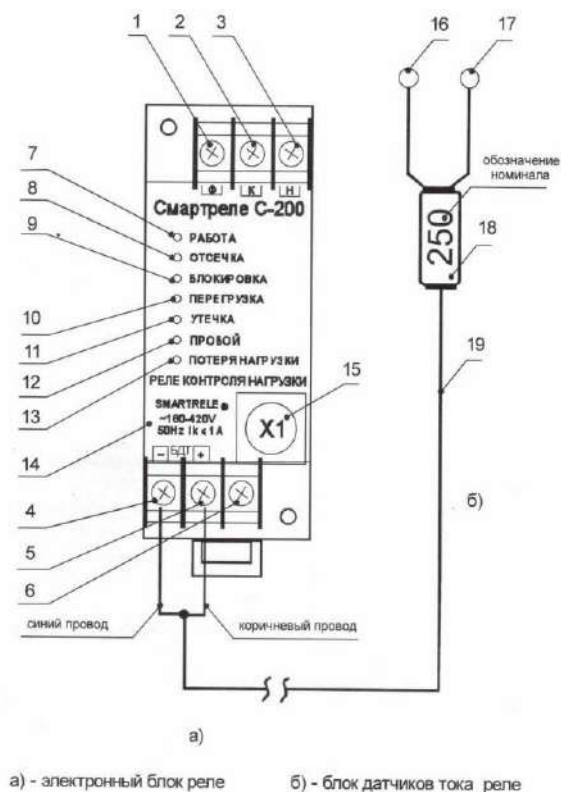 1
2
3
16
17
7
8
9
10
11
12
13
14
4
5
6
Ф К Н
Смартреле С-200
РАБОТА
ОТСЕЧКА
БЛОКИРОВКА
ПЕРЕГРУЗКА
УТЕЧКА
ПРОБОЙ
ПОТЕРЯ НАГРУЗКИ
РЕЛЕ КОНТРОЛЯ НАГРУЗКИ
SMARTRELE
~160-420V
50Hz Iк<1A
- БДТ +
X1
15
обозначение
номинала
250
18
19
б)
синий провод
коричневый провод
а)
а) - электронный блок реле
б) - блок датчиков тока реле